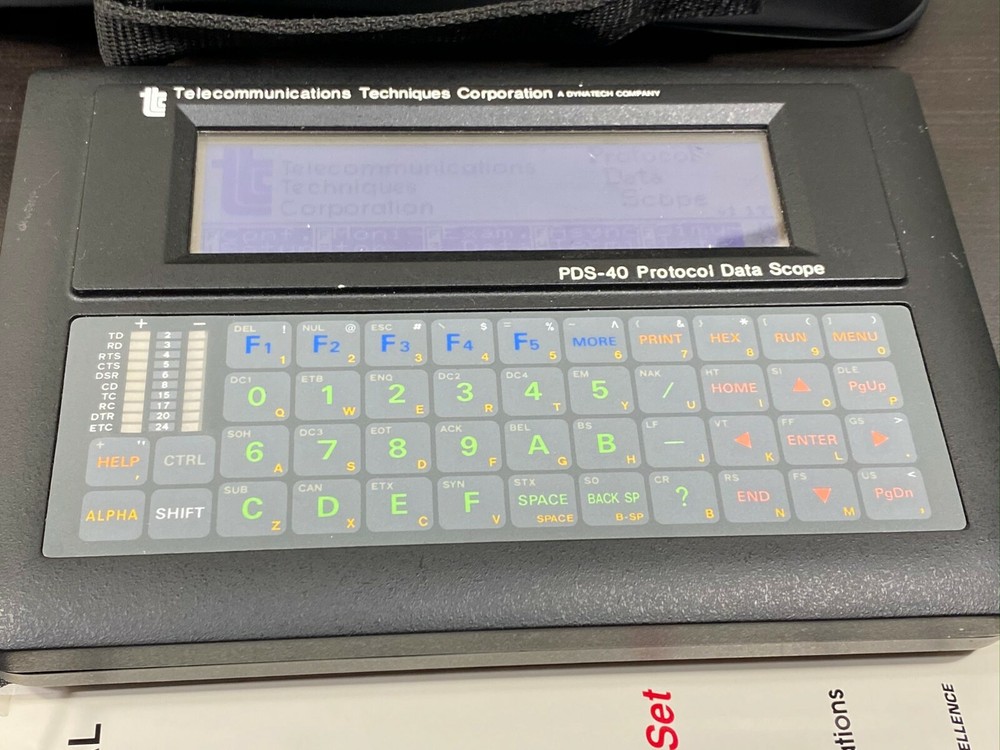 ttc Telecommunications Techniques Corporation A DYNATECH COMPANY
ttc Telecommunications Protocol
Techniques Data
Corporation Scope
PDS-40 Protocol Data Scope
+ −
TD 2
RD 3
RTS 4
CTS 5
DSR 6
CD 8
TC 15
RC 17
DTR 20
ETC 24
DEL ! F1 1
NUL @ F2 2
ESC # F3 3
\ $ F4 4
= % F5 5
~ ^ MORE 6
{ & PRINT 7
} * HEX 8
[ ( RUN 9
] ) MENU 0
DC1 0 Q
ETB 1 W
ENQ 2 E
DC2 3 R
DC4 4 T
EM 5 Y
NAK / U
HT HOME I
SI ▲ O
DLE PgUp P
+ " HELP ,
CTRL
SOH 6 A
DC3 7 S
EOT 8 D
ACK 9 F
BEL A G
BS B H
LF — J
VT ◀ K
FF ENTER L
GS > ▶ .
ALPHA
SHIFT
SUB C Z
CAN D X
ETX E C
SYN F V
STX SPACE SPACE
SO BACK SP B-SP
CR ? B
RS END N
FS ▼ M
US < PgDn ,
AL
Set
ations
ELLENCE